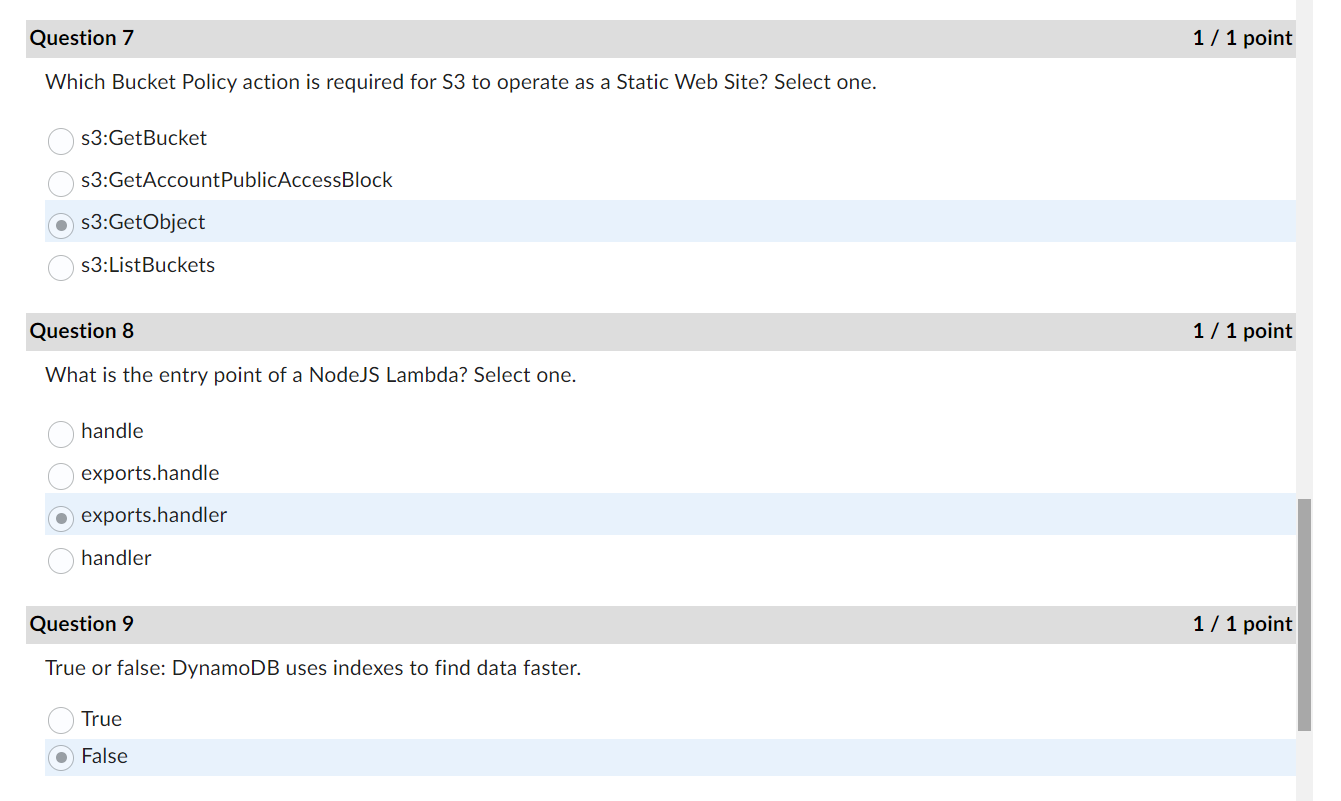 Question 7 1 / 1 point
Which Bucket Policy action is required for S3 to operate as a Static Web Site? Select one.
s3:GetBucket
s3:GetAccountPublicAccessBlock
s3:GetObject
s3:ListBuckets
Question 8 1 / 1 point
What is the entry point of a NodeJS Lambda? Select one.
handle
exports.handle
exports.handler
handler
Question 9 1 / 1 point
True or false: DynamoDB uses indexes to find data faster.
True
False